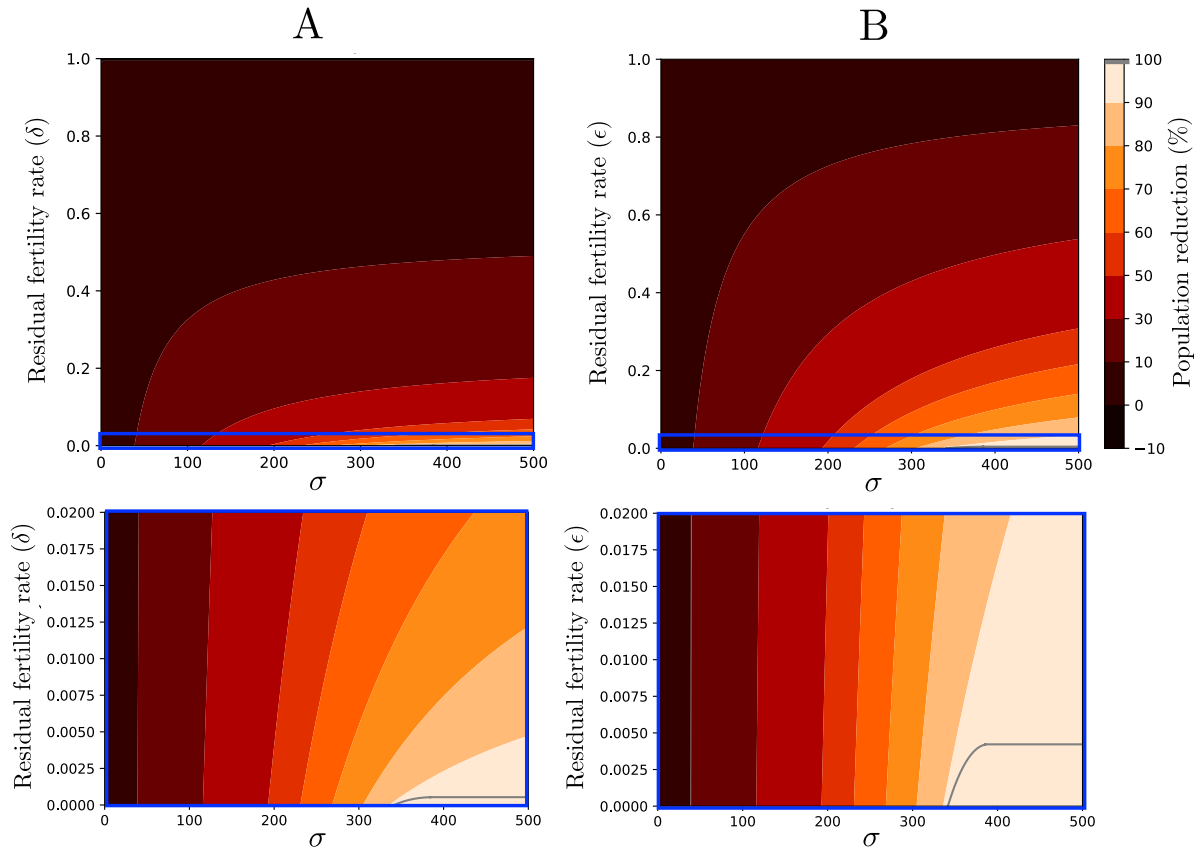 A
B
Residual fertility rate (δ)
1.0
0.8
0.6
0.4
0.2
0.0
0 100 200 300 400 500
σ
Residual fertility rate (ϵ)
1.0
0.8
0.6
0.4
0.2
0.0
0 100 200 300 400 500
σ
100
90
80
70
60
50
30
10
0
−10
Population reduction (%)
Residual fertility rate (δ)
0.0200
0.0175
0.0150
0.0125
0.0100
0.0075
0.0050
0.0025
0.0000
0 100 200 300 400 500
σ
Residual fertility rate (ϵ)
0.0200
0.0175
0.0150
0.0125
0.0100
0.0075
0.0050
0.0025
0.0000
0 100 200 300 400 500
σ